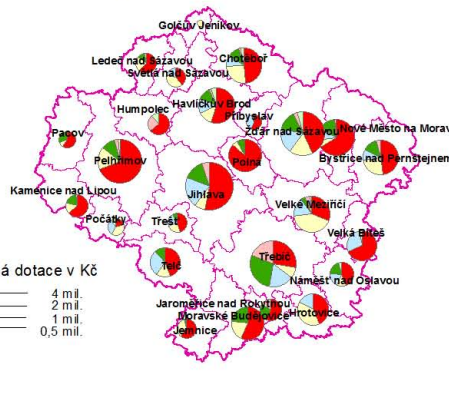 Golčův Jeníkov
Ledeč nad Sázavou
Chotěboř
Světlá nad Sázavou
Havlíčkův Brod
Humpolec
Přibyslav
Žďár nad Sázavou
Nové Město na Morav
Pacov
Pelhřimov
Polná
Bystřice nad Pernštejnem
Kamenice nad Lipou
Jihlava
Velké Meziříčí
Počátky
Třešť
Velká Bíteš
Telč
Třebíč
Náměšť nad Oslavou
á dotace v Kč
4 mil.
2 mil.
1 mil.
0,5 mil.
Jaroměřice nad Rokytnou
Moravské Budějovice
Hrotovice
Jemnice